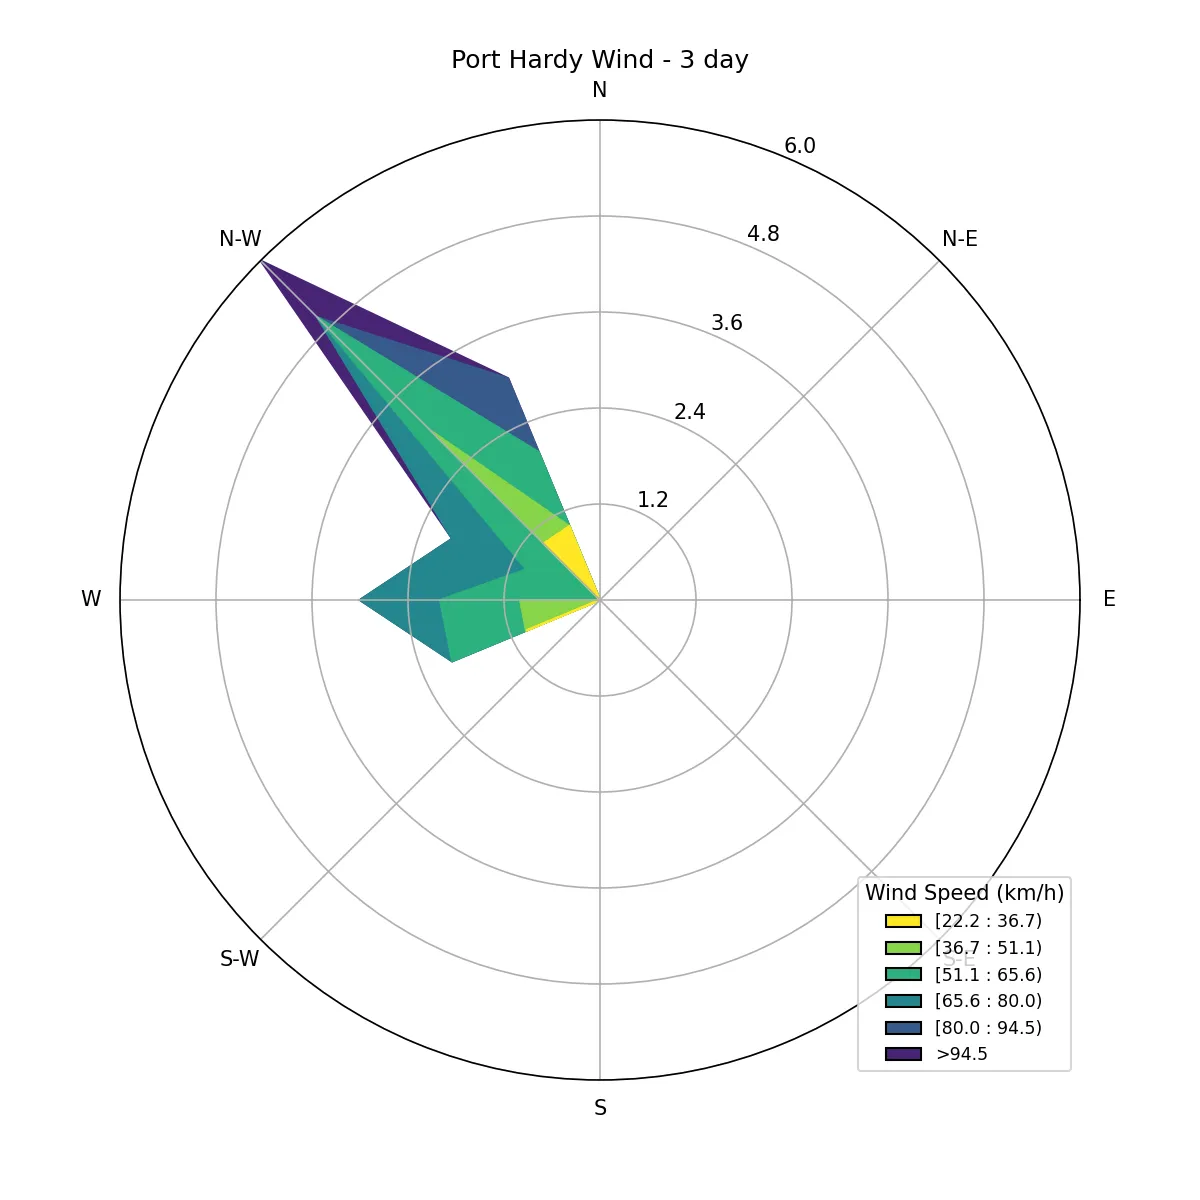 Port Hardy Wind - 3 day
N
6.0
4.8
N-W
N-E
3.6
2.4
1.2
W
E
S-W
S-E
S
Wind Speed (km/h)
[22.2 : 36.7)
[36.7 : 51.1)
[51.1 : 65.6)
[65.6 : 80.0)
[80.0 : 94.5)
>94.5